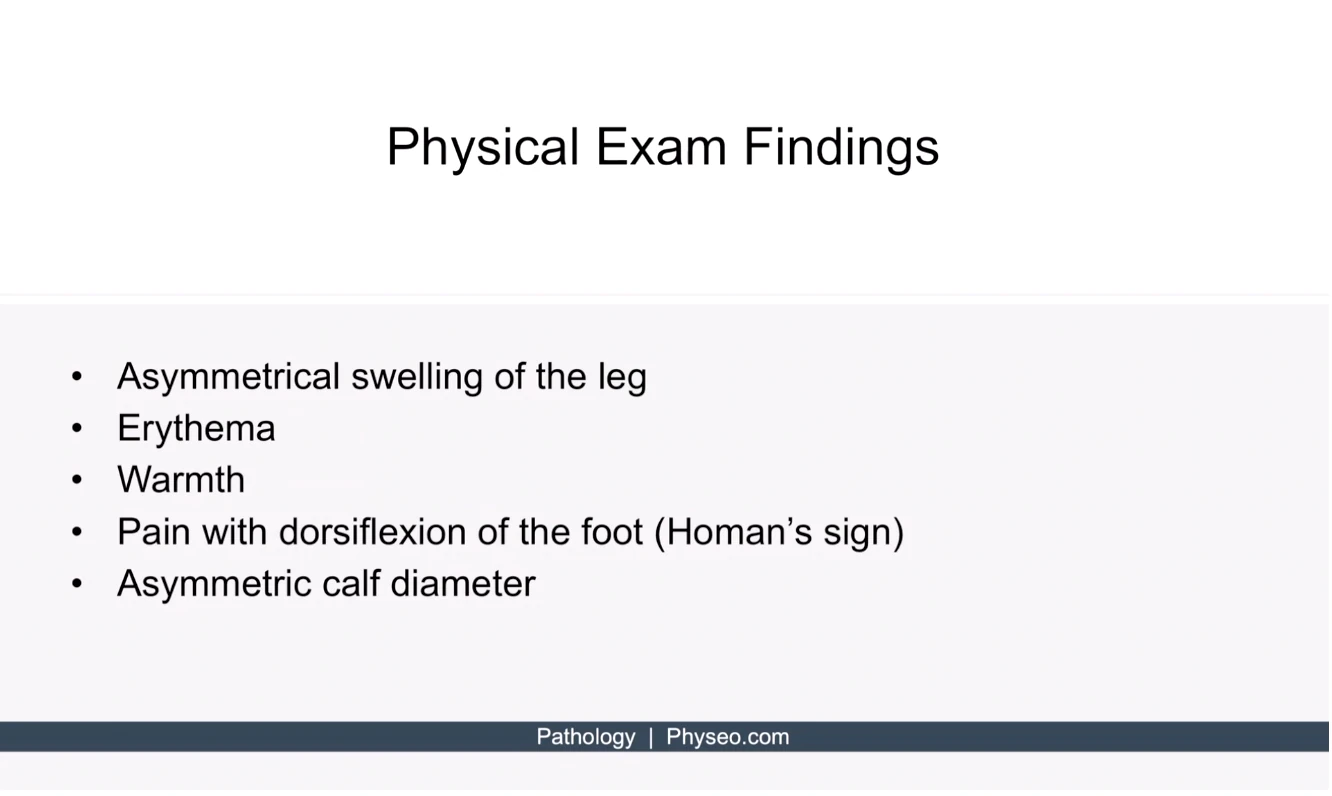 Physical Exam Findings
• Asymmetrical swelling of the leg
• Erythema
• Warmth
• Pain with dorsiflexion of the foot (Homan’s sign)
• Asymmetric calf diameter
Pathology | Physeo.com